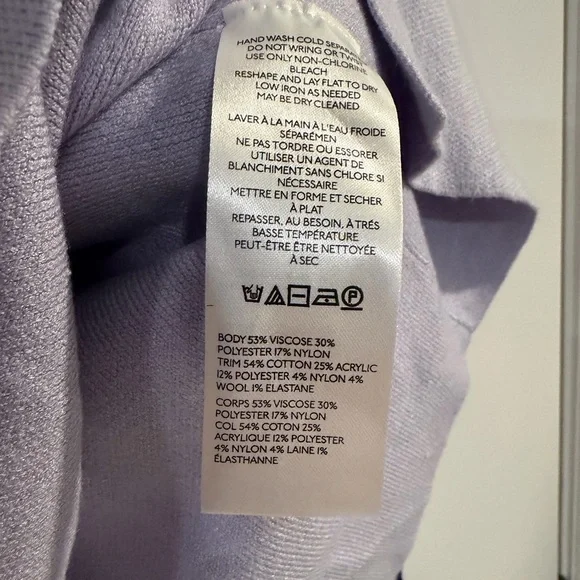 HAND WASH COLD SEPARATELY
DO NOT WRING OR TWIST
USE ONLY NON-CHLORINE
BLEACH
RESHAPE AND LAY FLAT TO DRY
LOW IRON AS NEEDED
MAY BE DRY CLEANED
LAVER À LA MAIN À L'EAU FROIDE
SÉPARÉMEN
NE PAS TORDRE OU ESSORER
UTILISER UN AGENT DE
BLANCHIMENT SANS CHLORE SI
NÉCESSAIRE
METTRE EN FORME ET SECHER
À PLAT
REPASSER, AU BESOIN, À TRÉS
BASSE TEMPÉRATURE
PEUT-ÊTRE ÊTRE NETTOYÉE
À SEC
P
BODY 53% VISCOSE 30%
POLYESTER 17% NYLON
TRIM 54% COTTON 25% ACRYLIC
12% POLYESTER 4% NYLON 4%
WOOL 1% ELASTANE
CORPS 53% VISCOSE 30%
POLYESTER 17% NYLON
COL 54% COTON 25%
ACRYLIQUE 12% POLYESTER
4% NYLON 4% LAINE 1%
ÉLASTHANNE